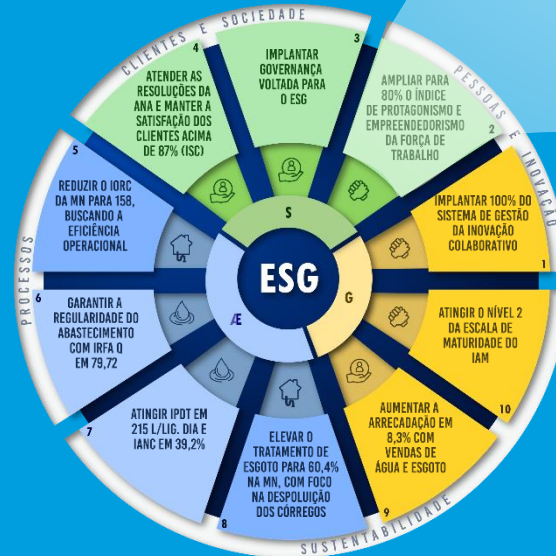 CLIENTES E SOCIEDADE
PESSOAS E INOVAÇÃO
SUSTENTABILIDADE
PROCESSOS
ESG
S
G
Æ
1
IMPLANTAR 100% DO
SISTEMA DE GESTÃO
DA INOVAÇÃO
COLABORATIVO
2
AMPLIAR PARA
80% O ÍNDICE
DE PROTAGONISMO E
EMPREENDEDORISMO
DA FORÇA DE
TRABALHO
3
IMPLANTAR
GOVERNANÇA
VOLTADA PARA
O ESG
4
ATENDER AS
RESOLUÇÕES DA
ANA E MANTER A
SATISFAÇÃO DOS
CLIENTES ACIMA
DE 87% (ISC)
5
REDUZIR O IORC
DA MN PARA 158,
BUSCANDO A
EFICIÊNCIA
OPERACIONAL
6
GARANTIR A
REGULARIDADE DO
ABASTECIMENTO
COM IRFA Q
EM 79,72
7
ATINGIR IPDT EM
215 L/LIG. DIA E
IANC EM 39,2%
8
ELEVAR O
TRATAMENTO DE
ESGOTO PARA 60,4%
NA MN, COM FOCO
NA DESPOLUIÇÃO
DOS CÓRREGOS
9
AUMENTAR A
ARRECADAÇÃO EM
8,3% COM
VENDAS DE
ÁGUA E ESGOTO
10
ATINGIR O NÍVEL 2
DA ESCALA DE
MATURIDADE DO
IAM